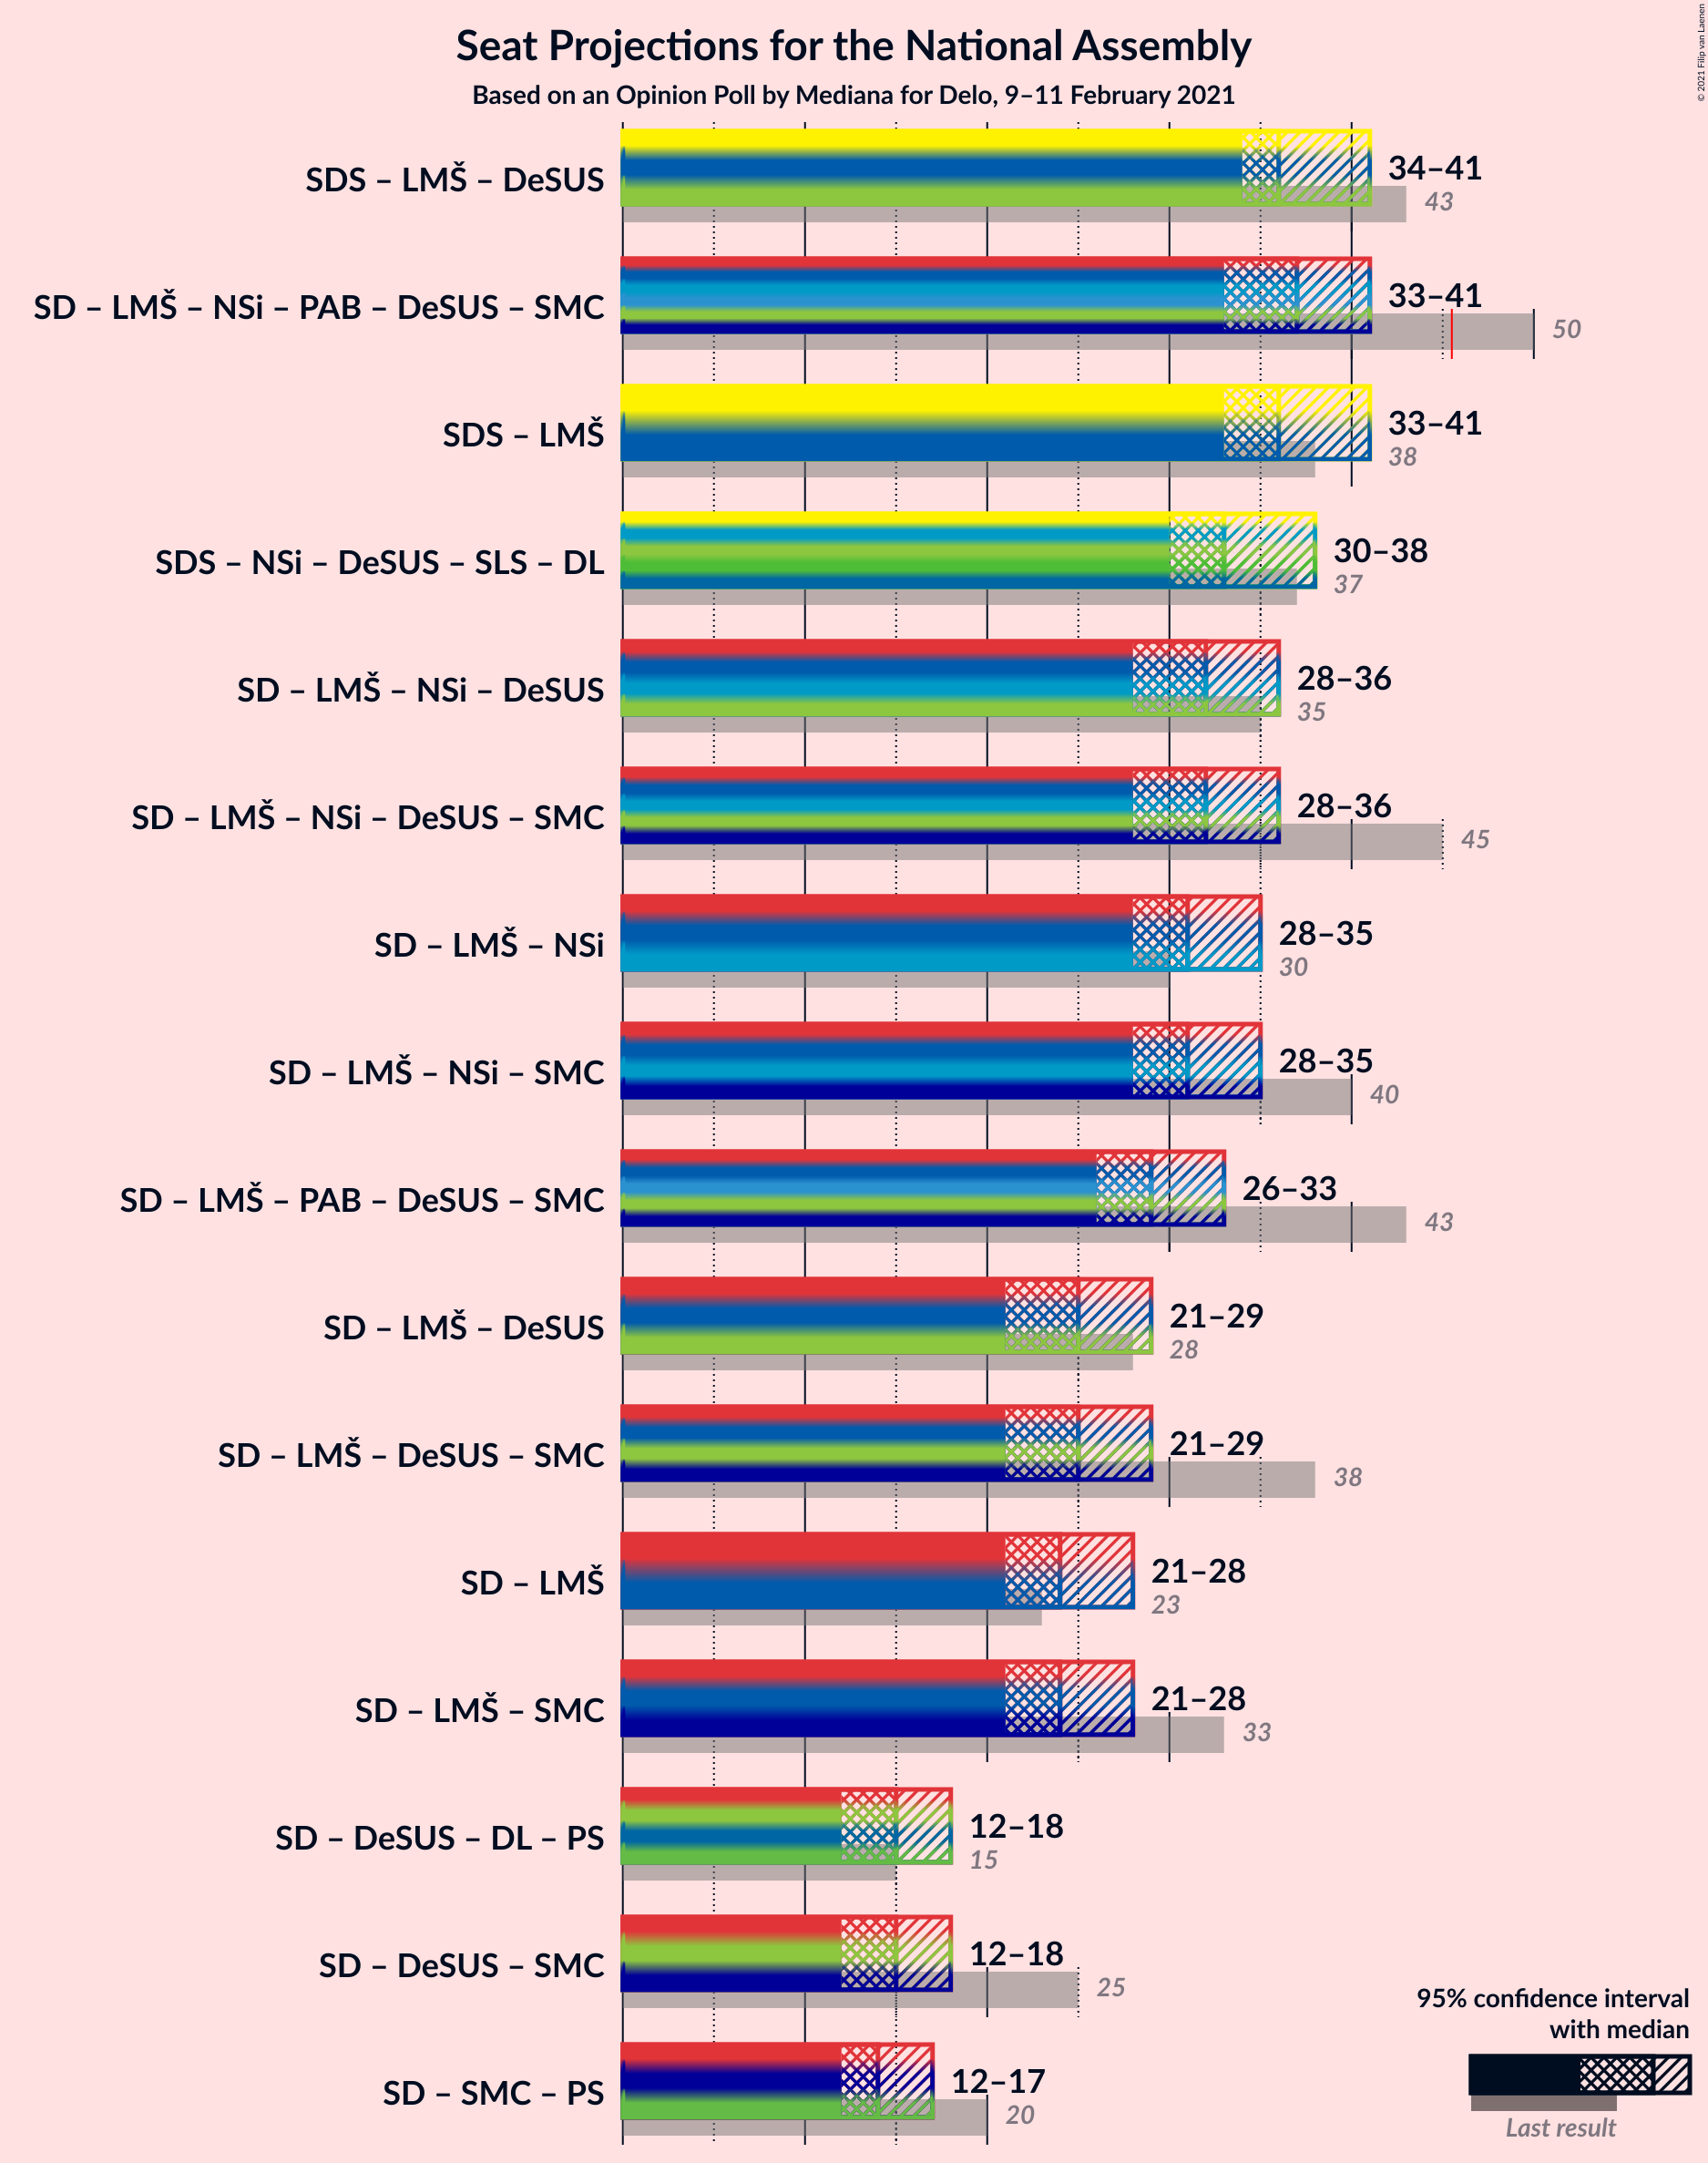 Seat Projections for the National Assembly
Based on an Opinion Poll by Mediana for Delo, 9–11 February 2021
© 2021 Filip van Laenen
SDS – LMŠ – DeSUS
34–41
43
SD – LMŠ – NSi – PAB – DeSUS – SMC
33–41
50
SDS – LMŠ
33–41
38
SDS – NSi – DeSUS – SLS – DL
30–38
37
SD – LMŠ – NSi – DeSUS
28–36
35
SD – LMŠ – NSi – DeSUS – SMC
28–36
45
SD – LMŠ – NSi
28–35
30
SD – LMŠ – NSi – SMC
28–35
40
SD – LMŠ – PAB – DeSUS – SMC
26–33
43
SD – LMŠ – DeSUS
21–29
28
SD – LMŠ – DeSUS – SMC
21–29
38
SD – LMŠ
21–28
23
SD – LMŠ – SMC
21–28
33
SD – DeSUS – DL – PS
12–18
15
SD – DeSUS – SMC
12–18
25
SD – SMC – PS
12–17
20
95% confidence interval
with median
Last result